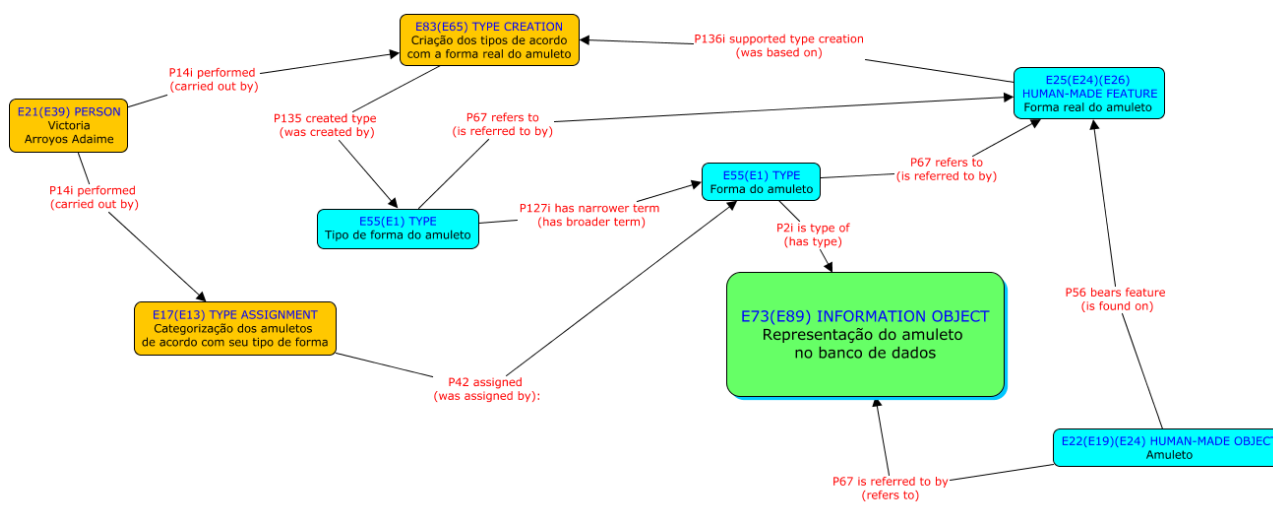 E83(E65) TYPE CREATION
Criação dos tipos de acordo
com a forma real do amuleto
P136i supported type creation
(was based on)
P14i performed
(carried out by)
E25(E24)(E26)
HUMAN-MADE FEATURE
Forma real do amuleto
E21(E39) PERSON
Victoria
Arroyos Adaime
P135 created type
(was created by)
P67 refers to
(is referred to by)
P67 refers to
(is referred to by)
P14i performed
(carried out by)
E55(E1) TYPE
Forma do amuleto
E55(E1) TYPE
Tipo de forma do amuleto
P127i has narrower term
(has broader term)
P2i is type of
(has type)
E17(E13) TYPE ASSIGNMENT
Categorização dos amuletos
de acordo com seu tipo de forma
E73(E89) INFORMATION OBJECT
Representação do amuleto
no banco de dados
P56 bears feature
(is found on)
P42 assigned
(was assigned by):
E22(E19)(E24) HUMAN-MADE OBJECT
Amuleto
P67 is referred to by
(refers to)